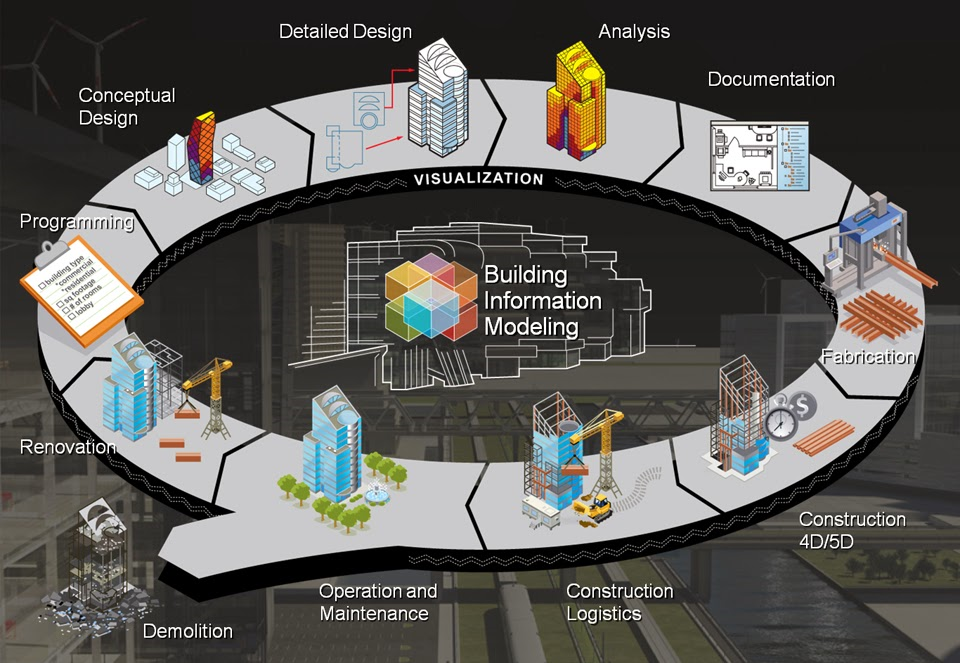 Detailed Design
Analysis
Documentation
Conceptual
Design
VISUALIZATION
Programming
building type
*commercial
*residential
sq footage
# of rooms
lobby
Building
Information
Modeling
Fabrication
$
Renovation
Construction
4D/5D
Operation and
Maintenance
Construction
Logistics
Demolition